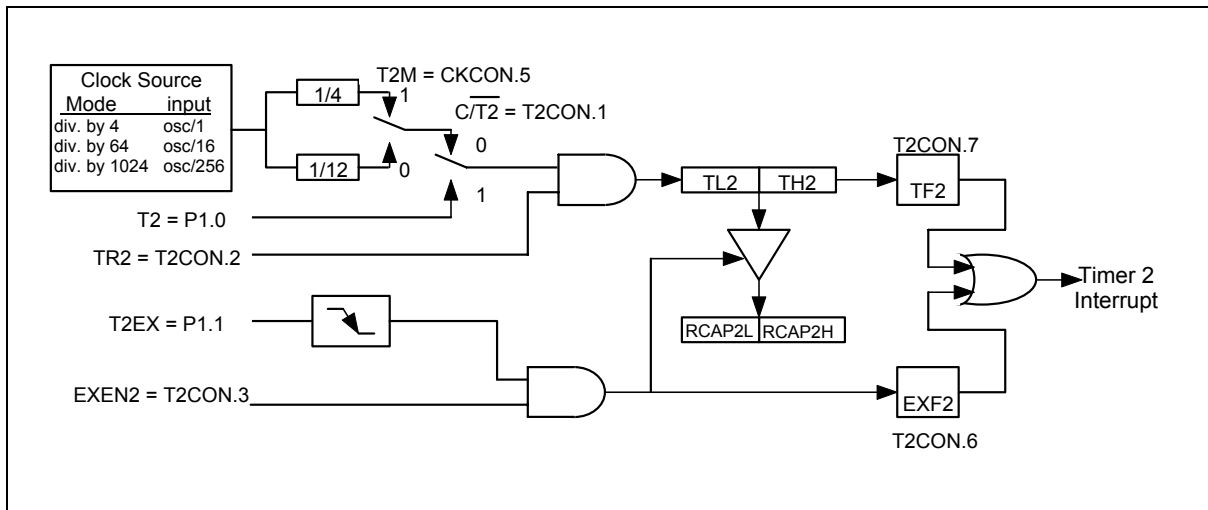 Clock Source
Mode input
div. by 4 osc/1
div. by 64 osc/16
div. by 1024 osc/256
1/4
1/12
T2M = CKCON.5
1
0
C/T2 = T2CON.1
0
1
T2 = P1.0
TR2 = T2CON.2
TL2 TH2
T2CON.7
TF2
Timer 2
Interrupt
T2EX = P1.1
RCAP2L RCAP2H
EXEN2 = T2CON.3
EXF2
T2CON.6